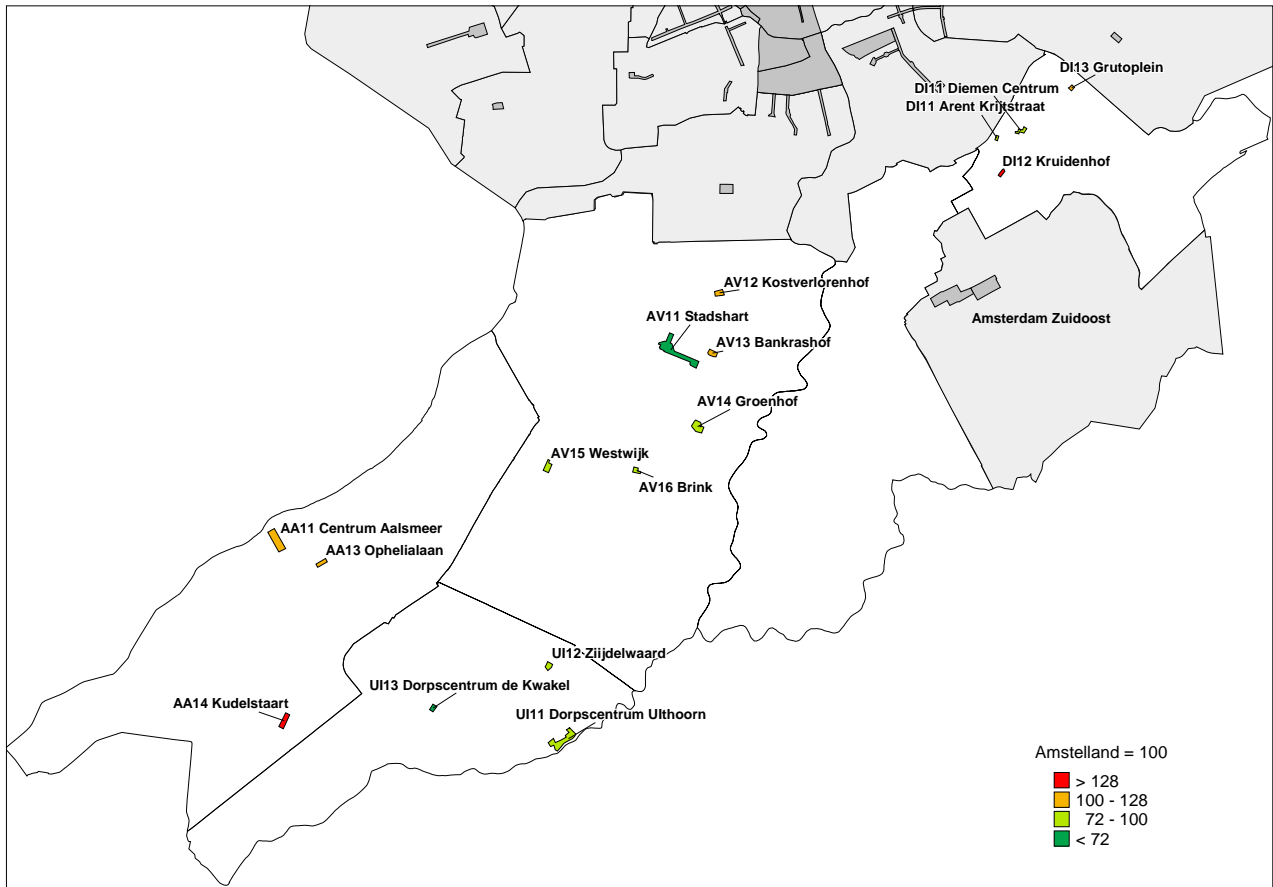 DI13 Grutoplein
DI11 Diemen Centrum
DI11 Arent Krijtstraat
DI12 Kruidenhof
AV12 Kostverlorenhof
AV11 Stadshart
Amsterdam Zuidoost
AV13 Bankrashof
AV14 Groenhof
AV15 Westwijk
AV16 Brink
AA11 Centrum Aalsmeer
AA13 Ophelialaan
UI12 Ziijdelwaard
UI13 Dorpscentrum de Kwakel
AA14 Kudelstaart
UI11 Dorpscentrum UIthoorn
Amstelland = 100
> 128
100 - 128
72 - 100
< 72